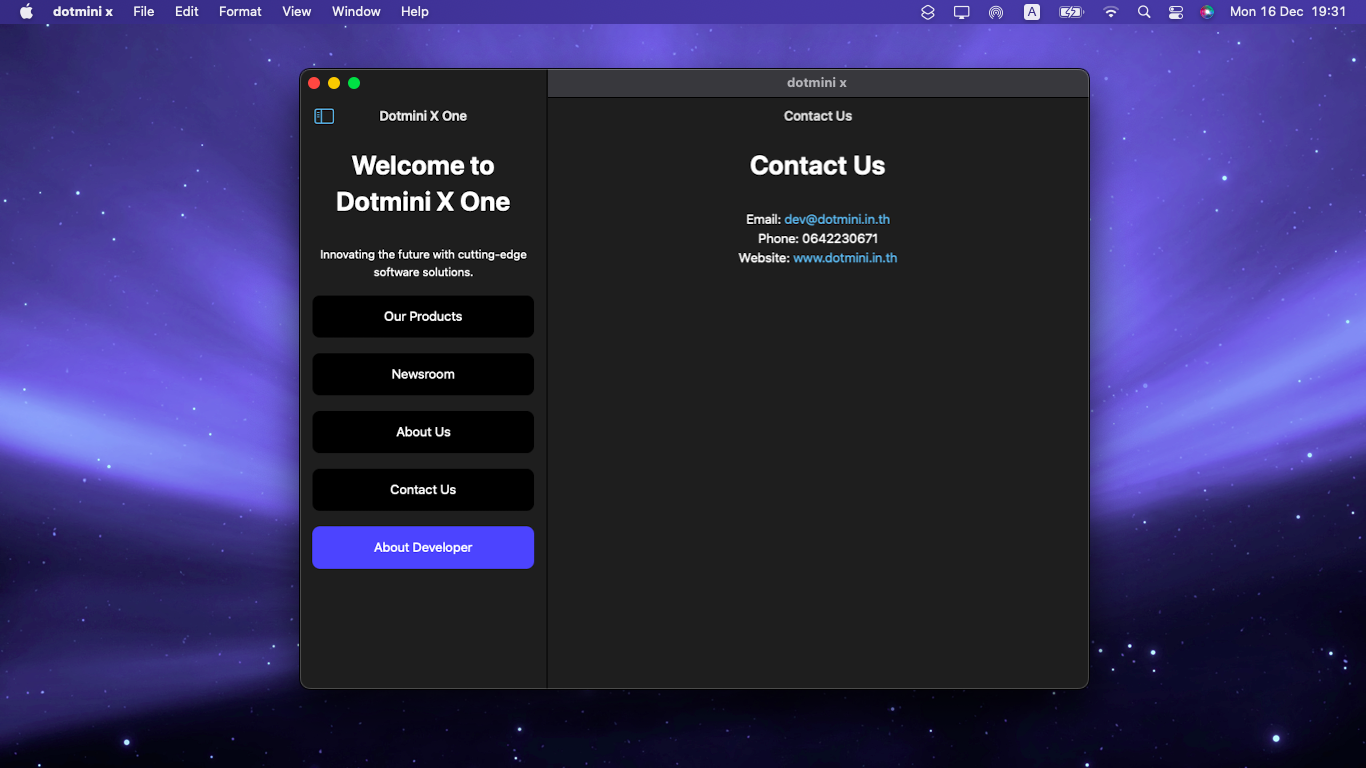 dotmini x File Edit Format View Window Help A Mon 16 Dec 19:31
dotmini x
Dotmini X One
Welcome to
Dotmini X One
Innovating the future with cutting-edge
software solutions.
Our Products
Newsroom
About Us
Contact Us
About Developer
Contact Us
Contact Us
Email: dev@dotmini.in.th
Phone: 0642230671
Website: www.dotmini.in.th